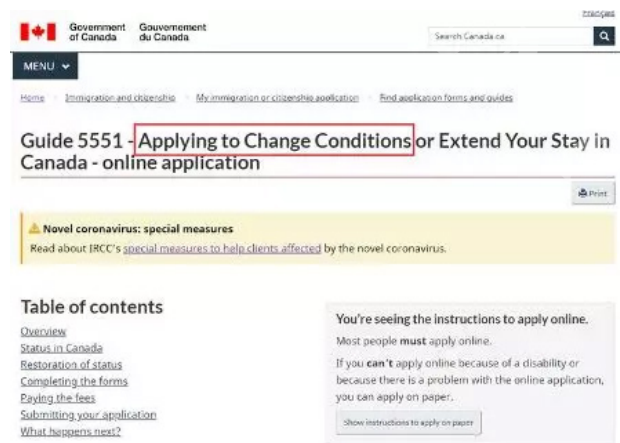 Français
Government of Canada
Gouvernement du Canada
Search Canada.ca
MENU
Home
Immigration and citizenship
My immigration or citizenship application
Find application forms and guides
Guide 5551 - Applying to Change Conditions or Extend Your Stay in
Canada - online application
Print
Novel coronavirus: special measures
Read about IRCC's special measures to help clients affected by the novel coronavirus.
Table of contents
Overview
Status in Canada
Restoration of status
Completing the forms
Paying the fees
Submitting your application
What happens next?
You're seeing the instructions to apply online.
Most people must apply online.
If you can't apply online because of a disability or
because there is a problem with the online application,
you can apply on paper.
Show instructions to apply on paper